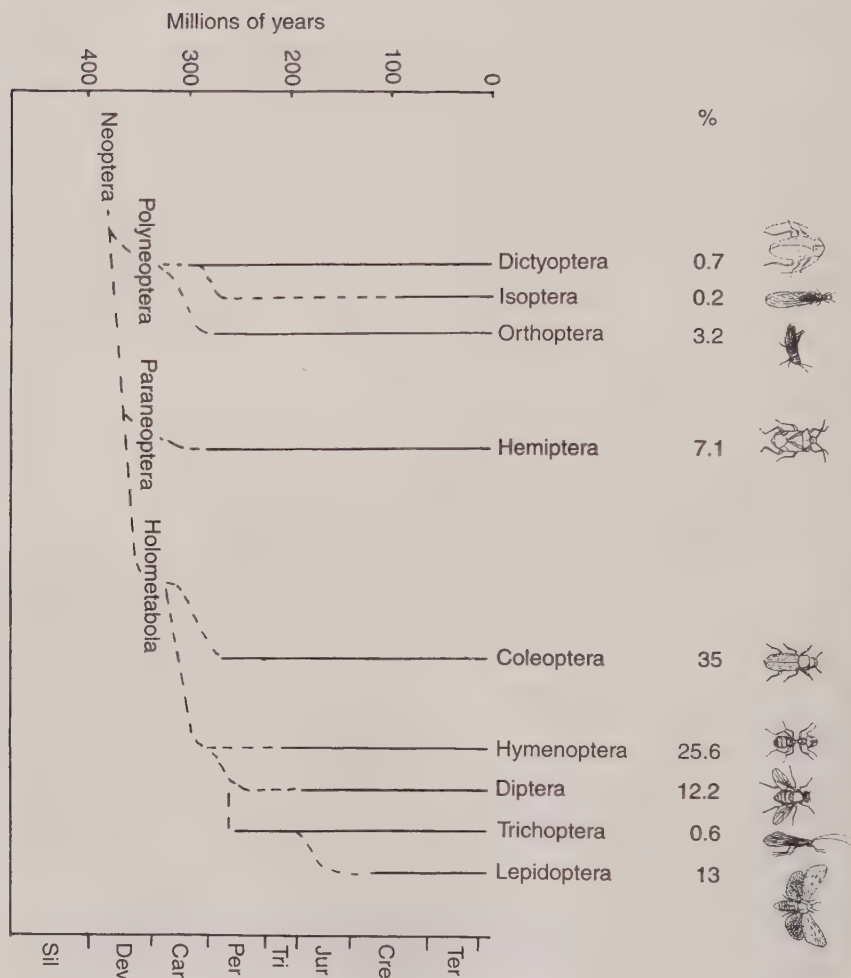 Millions of years
400 300 200 100 0
%
Neoptera
Polyneoptera
Paraneoptera
Holometabola
Dictyoptera 0.7
Isoptera 0.2
Orthoptera 3.2
Hemiptera 7.1
Coleoptera 35
Hymenoptera 25.6
Diptera 12.2
Trichoptera 0.6
Lepidoptera 13
Sil Dev Car Per Tri Jur Cre Ter